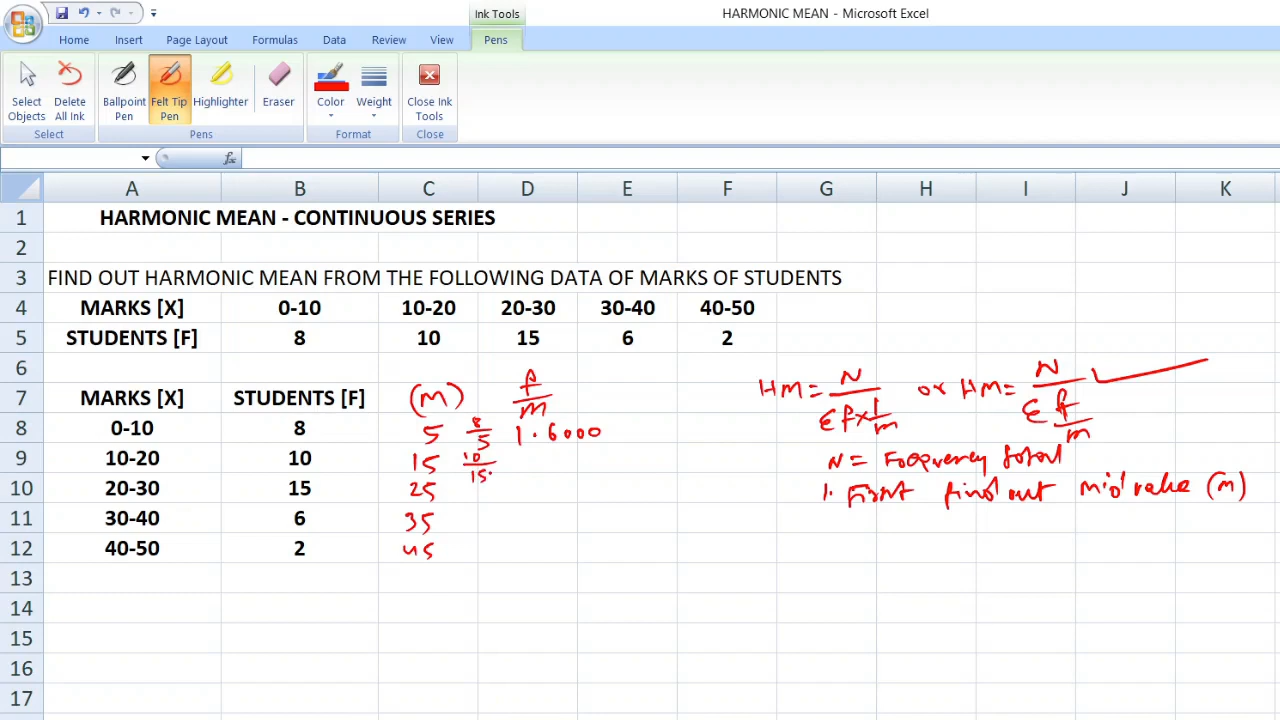 Ink Tools
HARMONIC MEAN - Microsoft Excel
Home Insert Page Layout Formulas Data Review View Pens
Select Objects
Delete All Ink
Ballpoint Pen
Felt Tip Pen
Highlighter
Eraser
Color
Weight
Close Ink Tools
Select Pens Format Close
fx
A B C D E F G H I J K
1 HARMONIC MEAN - CONTINUOUS SERIES
2
3 FIND OUT HARMONIC MEAN FROM THE FOLLOWING DATA OF MARKS OF STUDENTS
4 MARKS [X] 0-10 10-20 20-30 30-40 40-50
5 STUDENTS [F] 8 10 15 6 2
6
7 MARKS [X] STUDENTS [F] (m) f/m
8 0-10 8 5 8/5 1.6000
9 10-20 10 15 10/15
10 20-30 15 25
11 30-40 6 35
12 40-50 2 45
13
14
15
16
17
HM = N / Σ f x 1/m or HM = N / Σ f/m
N = Frequency total
1. First find out mid value (m)